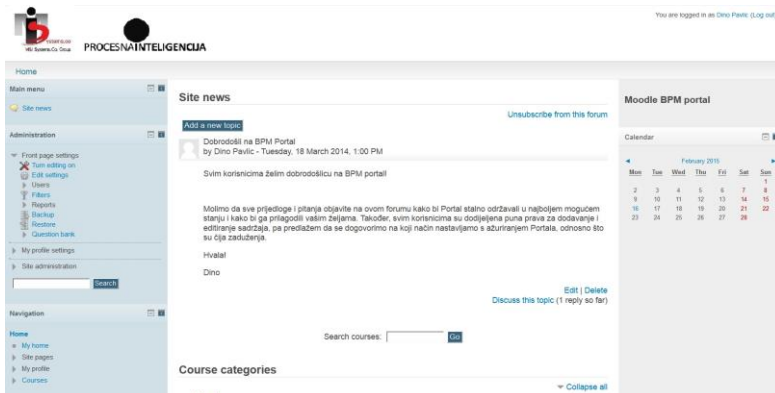 You are logged in as Dino Pavlic (Log out
PROCESNAINTELIGENCIJA
Home
Main menu
Site news
Administration
Front page settings
Turn editing on
Edit settings
Users
Filters
Reports
Backup
Restore
Question bank
My profile settings
Site administration
Search
Navigation
Home
My home
Site pages
My profile
Courses
Site news
Unsubscribe from this forum
Add a new topic
Dobrodošli na BPM Portal
by Dino Pavlic - Tuesday, 18 March 2014, 1:00 PM
Svim korisnicima želim dobrodošlicu na BPM portal!
Molimo da sve prijedloge i pitanja objavite na ovom forumu kako bi Portal stalno održavali u najboljem mogućem
stanju i kako bi ga prilagodili vašim željama. Također, svim korisnicima su dodijeljena puna prava za dodavanje i
editiranje sadržaja, pa predlažem da se dogovorimo na koji način nastavljamo s ažuriranjem Portala, odnosno što
su čija zaduženja.
Hvala!
Dino
Edit | Delete
Discuss this topic (1 reply so far)
Search courses: Go
Course categories
Collapse all
Moodle BPM portal
Calendar
February 2015
Mon Tue Wed Thu Fri Sat Sun
1
2 3 4 5 6 7 8
9 10 11 12 13 14 15
16 17 18 19 20 21 22
23 24 25 26 27 28